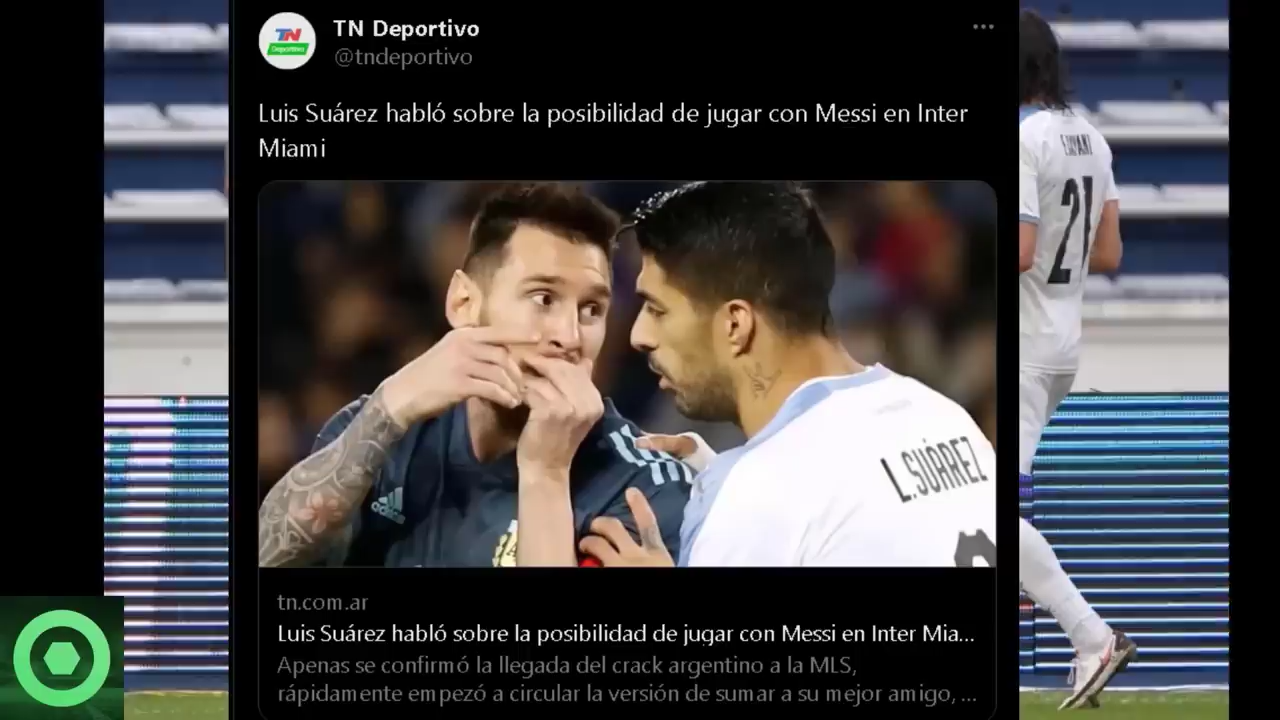 TN Deportivo
@tndeportivo
Luis Suárez habló sobre la posibilidad de jugar con Messi en Inter
Miami
TN
Deportivo
adidas
L.SUÁREZ
21
tn.com.ar
Luis Suárez habló sobre la posibilidad de jugar con Messi en Inter Mia...
Apenas se confirmó la llegada del crack argentino a la MLS,
rápidamente empezó a circular la versión de sumar a su mejor amigo, ...